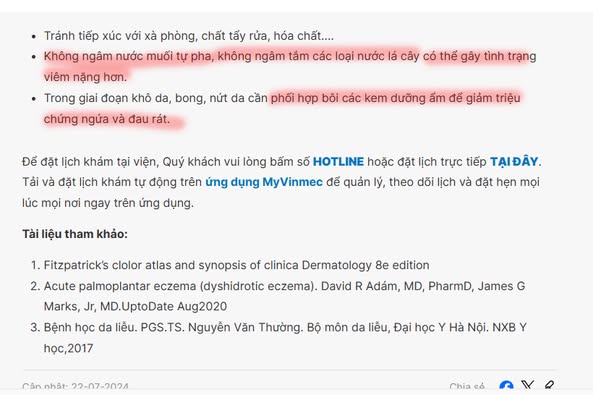 Tránh tiếp xúc với xà phòng, chất tẩy rửa, hóa chất....
Không ngâm nước muối tự pha, không ngâm tắm các loại nước lá cây có thể gây tình trạng
viêm nặng hơn.
Trong giai đoạn khô da, bong, nứt da cần phối hợp bôi các kem dưỡng ẩm để giảm triệu
chứng ngứa và đau rát.
Để đặt lịch khám tại viện, Quý khách vui lòng bấm số HOTLINE hoặc đặt lịch trực tiếp TẠI ĐÂY.
Tải và đặt lịch khám tự động trên ứng dụng MyVinmec để quản lý, theo dõi lịch và đặt hẹn mọi
lúc mọi nơi ngay trên ứng dụng.
Tài liệu tham khảo:
1. Fitzpatrick's clolor atlas and synopsis of clinica Dermatology 8e edition
2. Acute palmoplantar eczema (dyshidrotic eczema). David R Adám, MD, PharmD, James G
Marks, Jr, MD.UptoDate Aug2020
3. Bệnh học da liễu. PGS.TS. Nguyễn Văn Thường. Bộ môn da liễu, Đại học Y Hà Nội. NXB Y
học,2017
Cập nhật: 22-07-2024 Chia sẻ